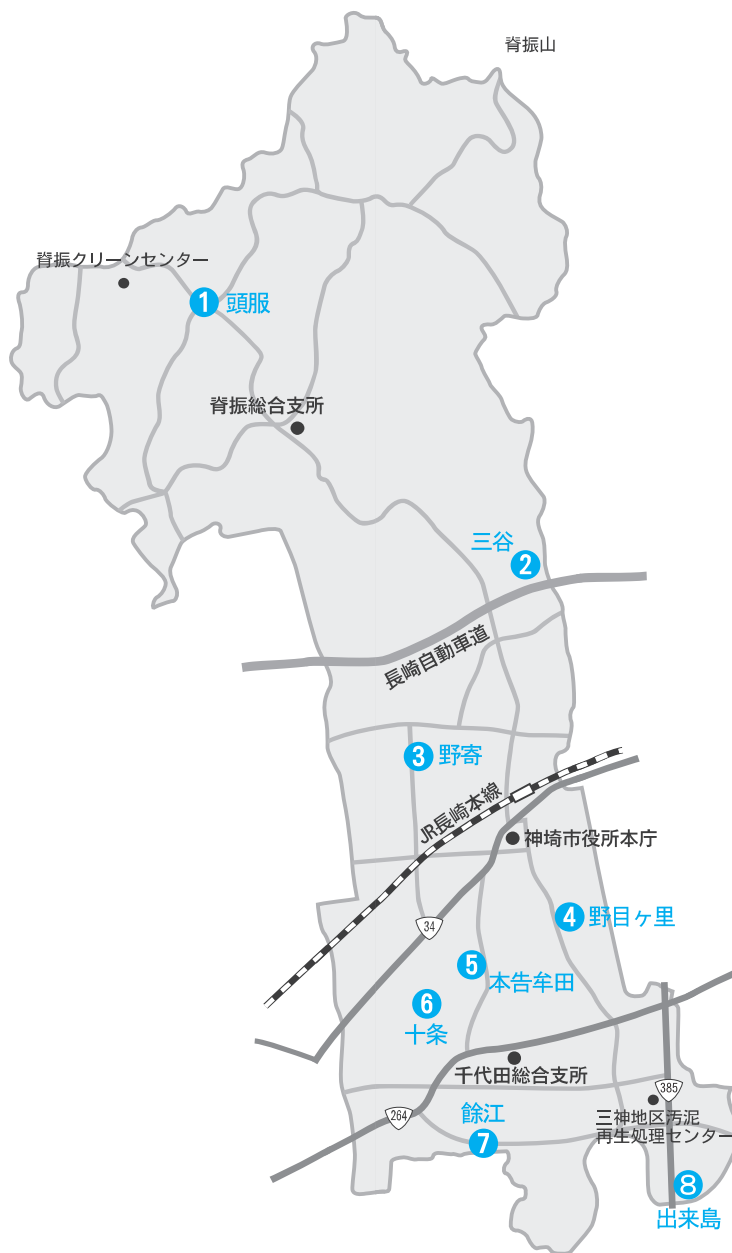 脊振山
脊振クリーンセンター
1 頭服
脊振総合支所
三谷
2
長崎自動車道
3 野寄
JR長崎本線
神埼市役所本庁
4 野目ヶ里
34
5
本告牟田
6
十条
千代田総合支所
385
264
餘江
7
三神地区汚泥
再生処理センター
8
出来島